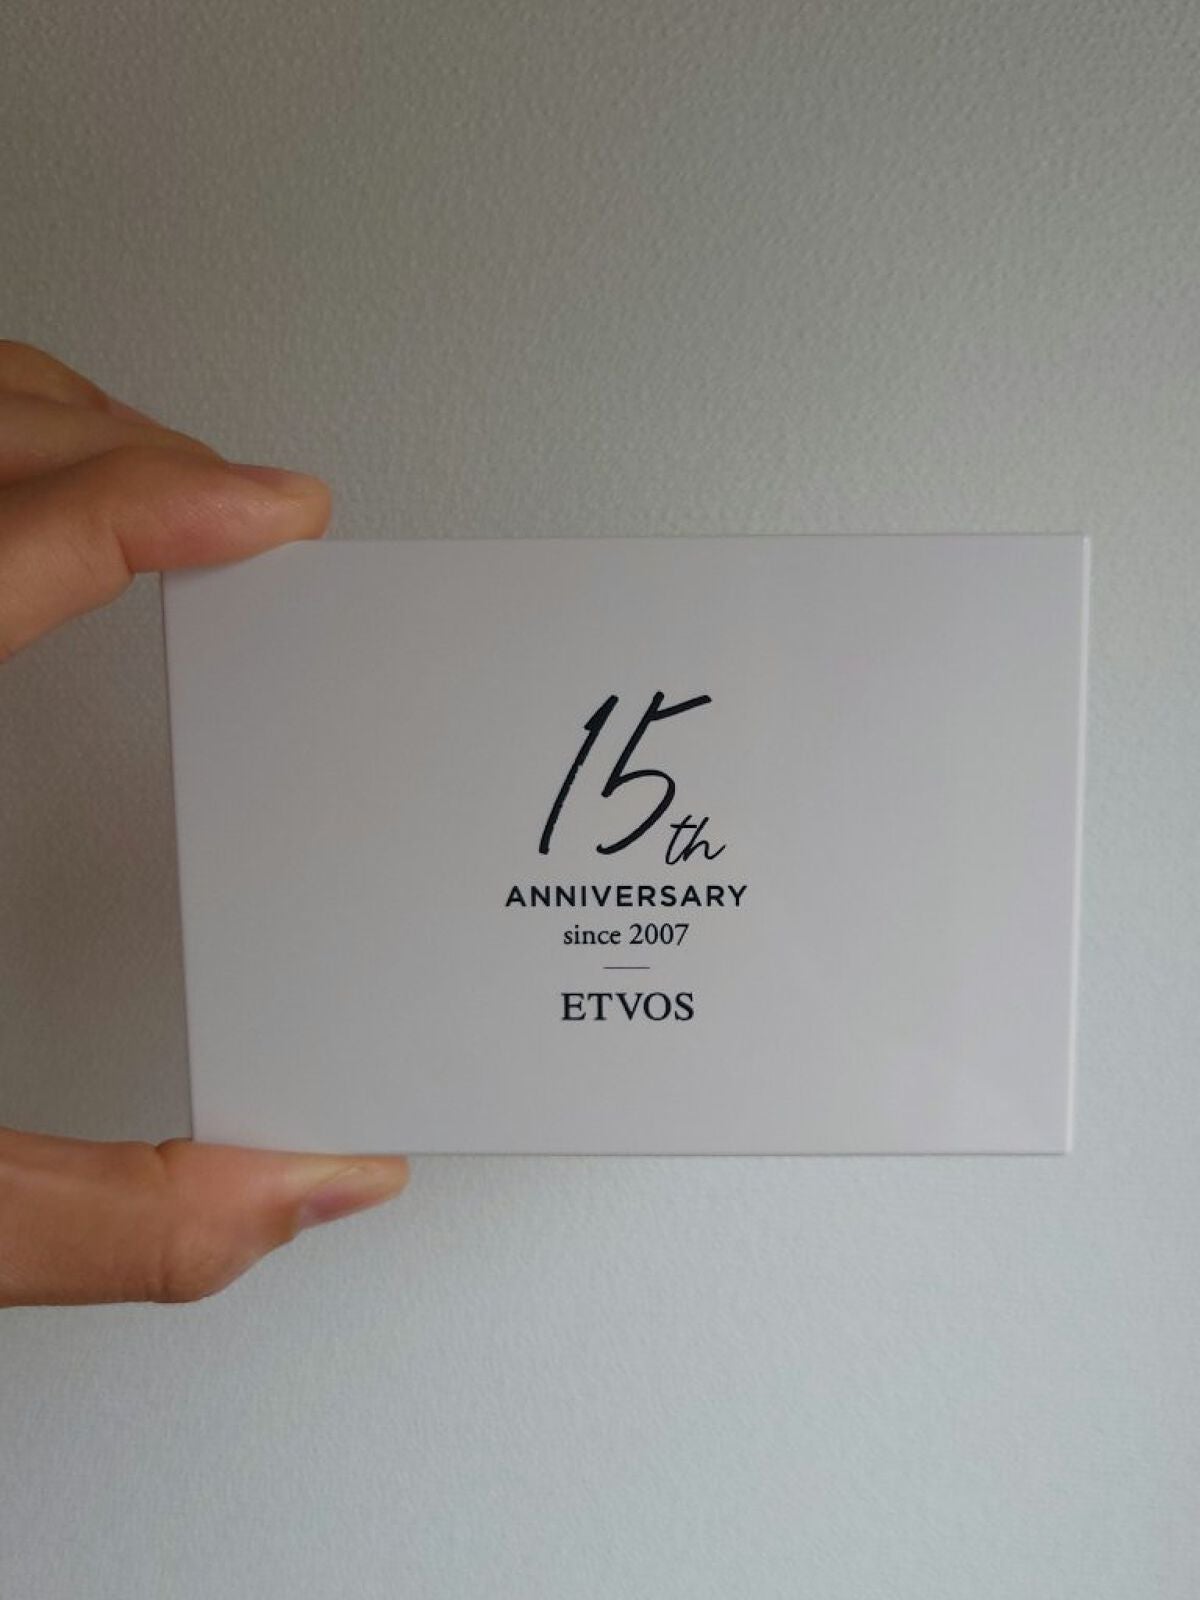 15th
ANNIVERSARY
since 2007
ETVOS